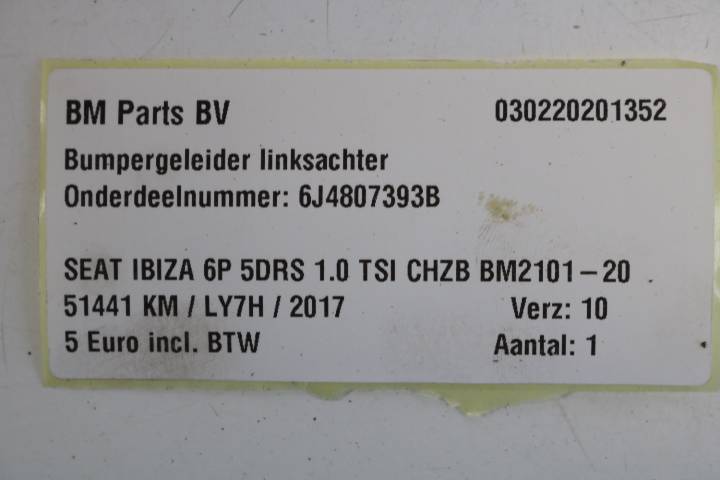 BM Parts BV 030220201352
Bumpergeleider linksachter
Onderdeelnummer: 6J4807393B
SEAT IBIZA 6P 5DRS 1.0 TSI CHZB BM2101-20
51441 KM / LY7H / 2017 Verz: 10
5 Euro incl. BTW Aantal: 1